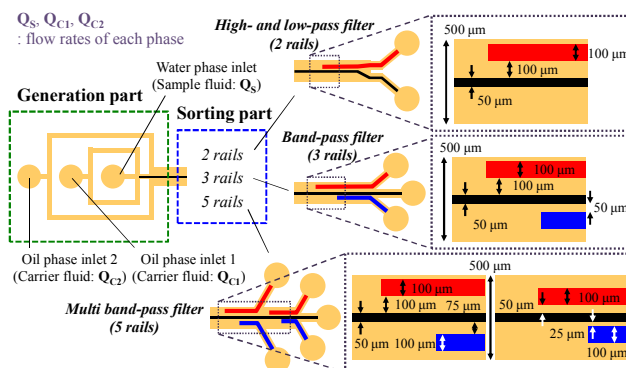 Q_S, Q_C1, Q_C2
: flow rates of each phase
Generation part
Water phase inlet
(Sample fluid: Q_S)
Sorting part
2 rails
3 rails
5 rails
Oil phase inlet 2
(Carrier fluid: Q_C2)
Oil phase inlet 1
(Carrier fluid: Q_C1)
High- and low-pass filter
(2 rails)
500 μm
100 μm
100 μm
50 μm
Band-pass filter
(3 rails)
500 μm
100 μm
100 μm
50 μm
50 μm
Multi band-pass filter
(5 rails)
500 μm
100 μm
100 μm
75 μm
50 μm
100 μm
50 μm
100 μm
25 μm
100 μm